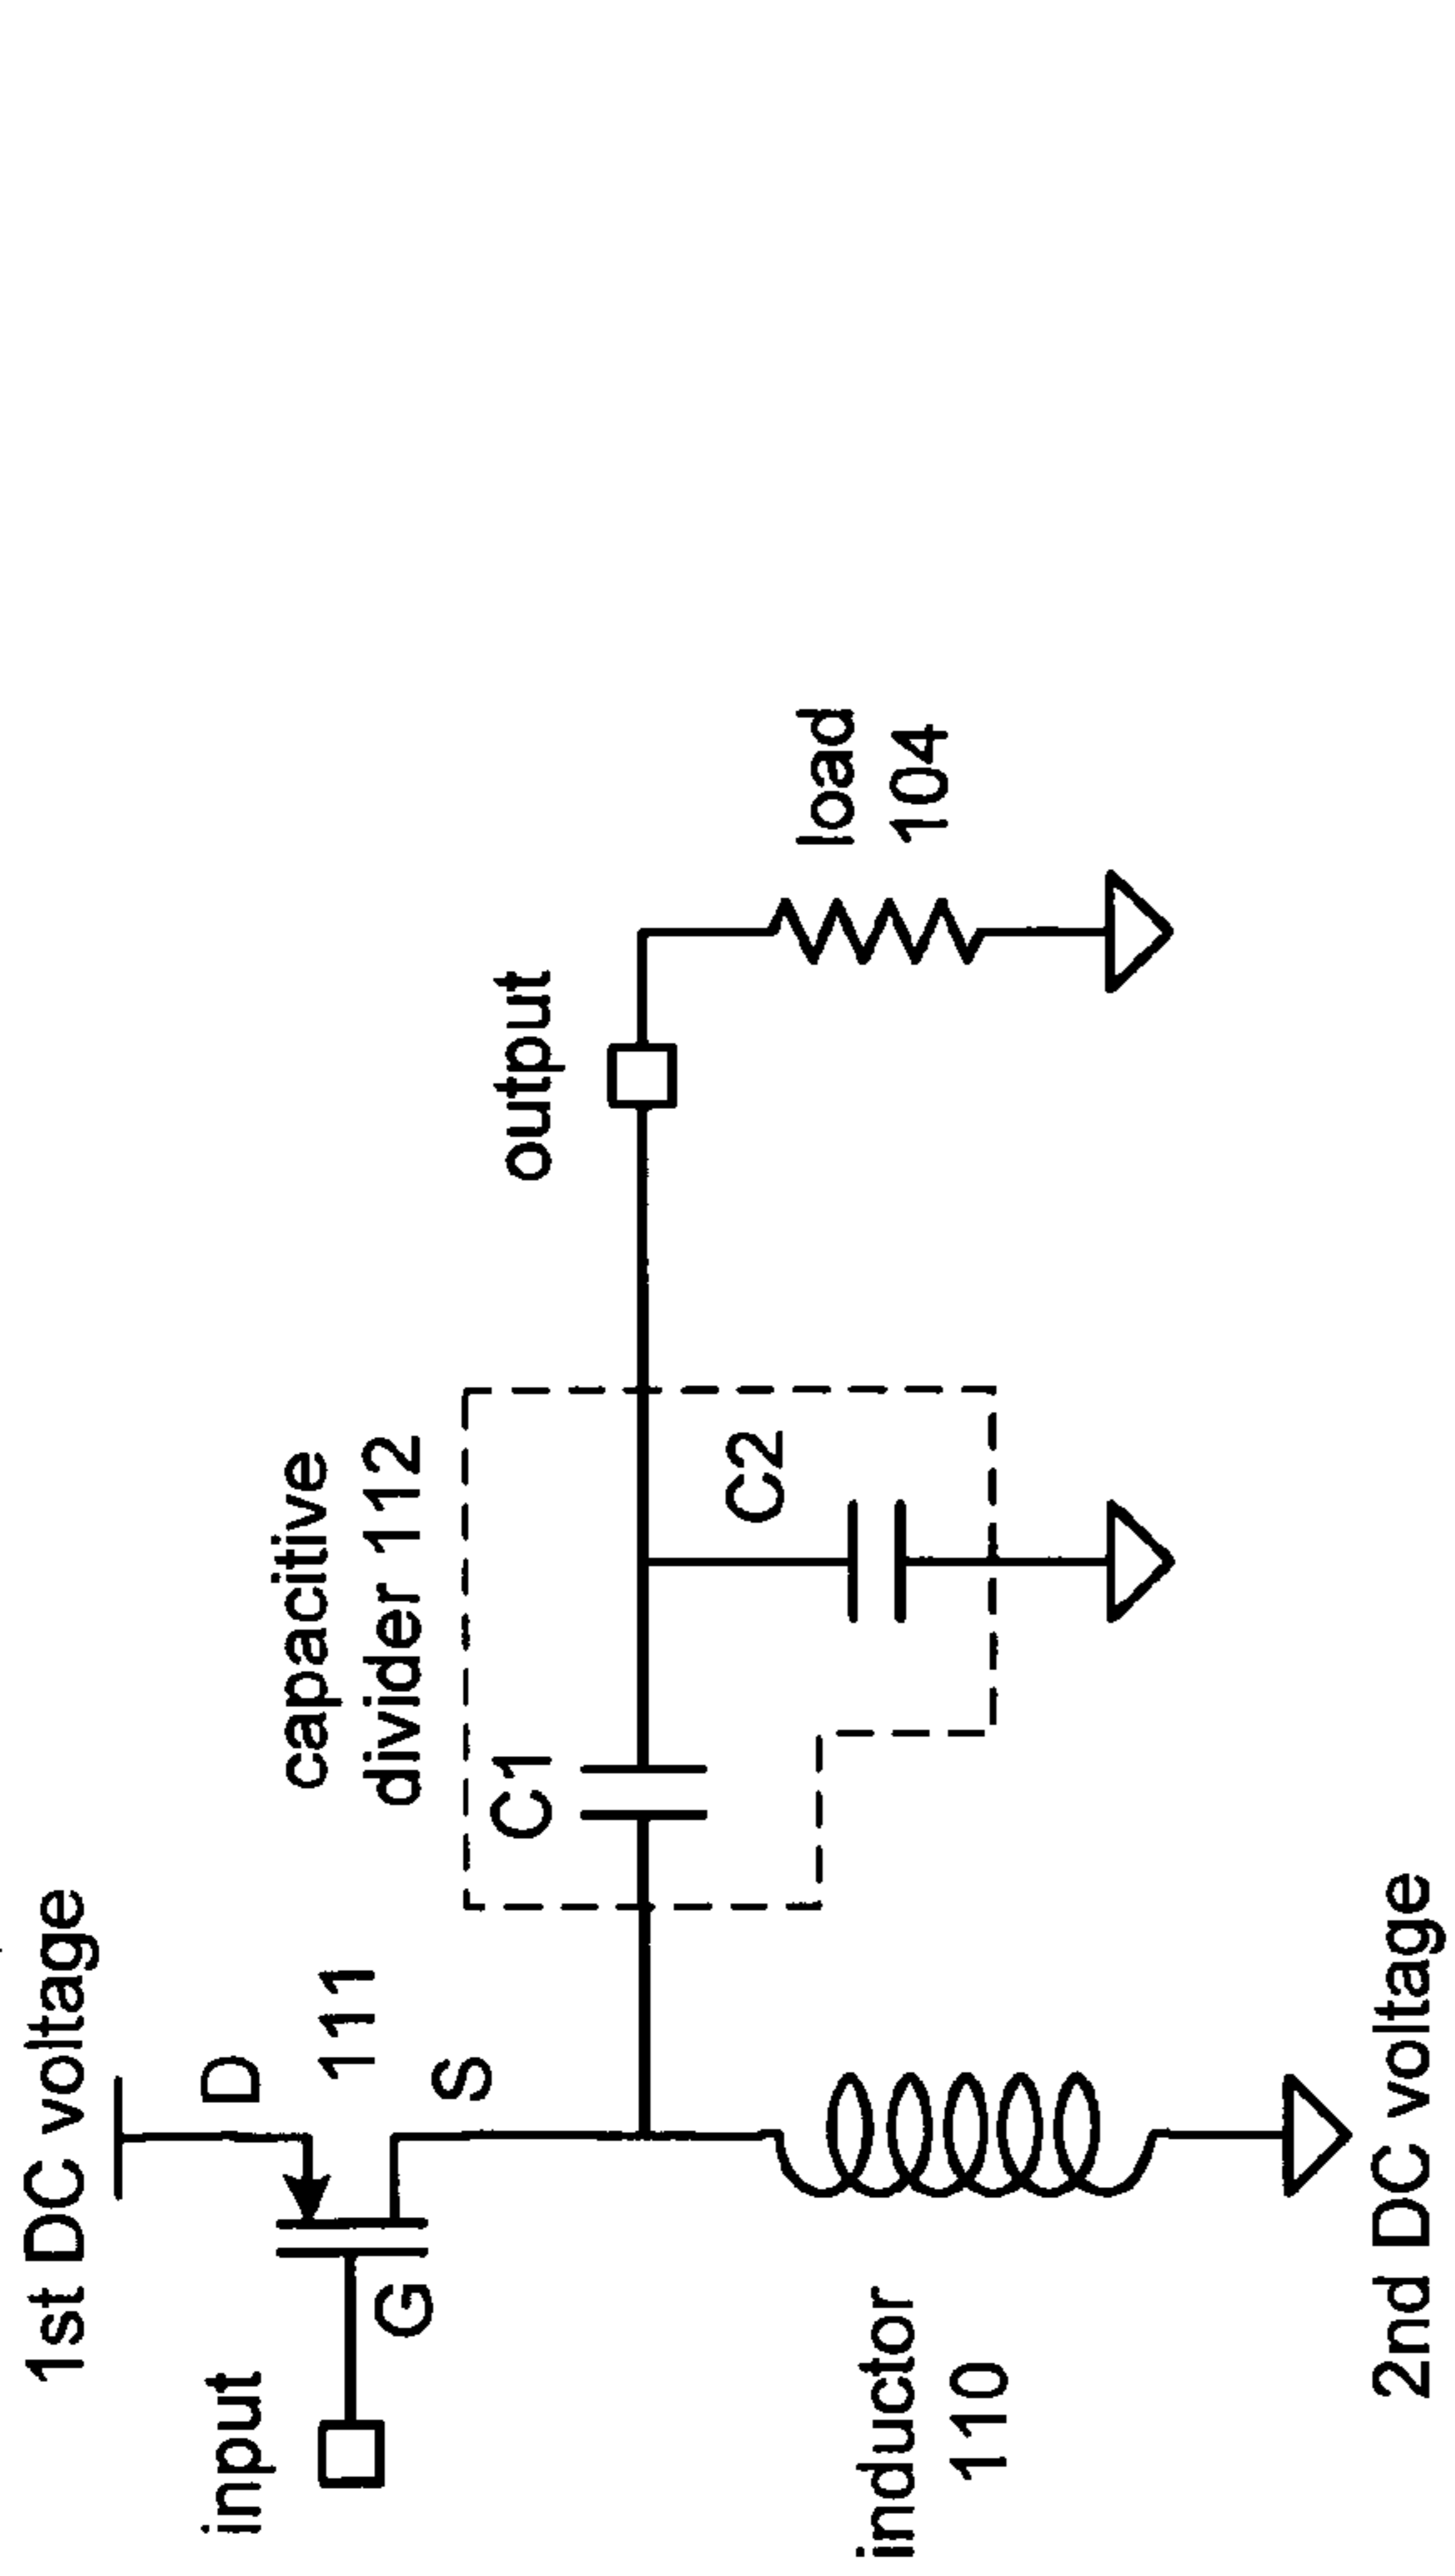 1st DC voltage
input
D
111
G
S
capacitive
divider 112
C1
C2
output
load
104
inductor
110
2nd DC voltage